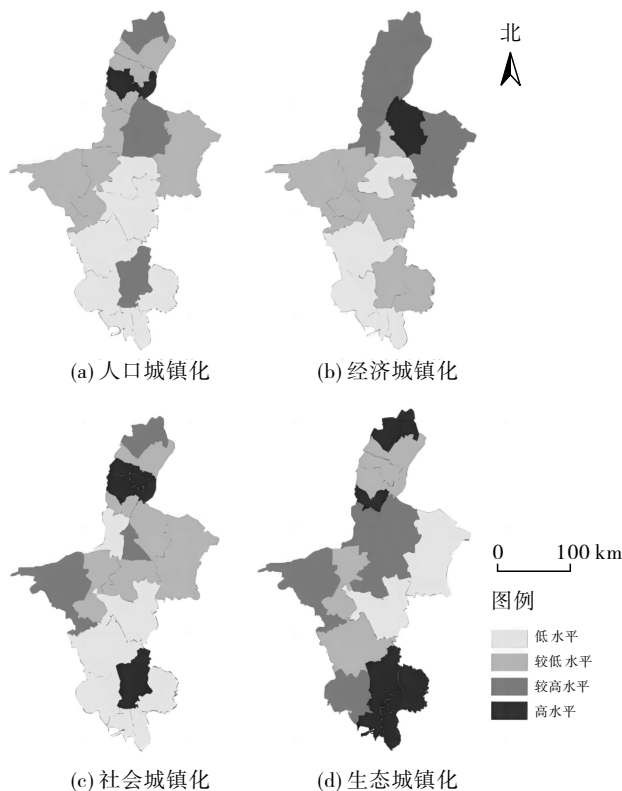 北
(a)人口城镇化
(b)经济城镇化
0 100 km
图例
低水平
较低水平
较高水平
高水平
(c)社会城镇化
(d)生态城镇化